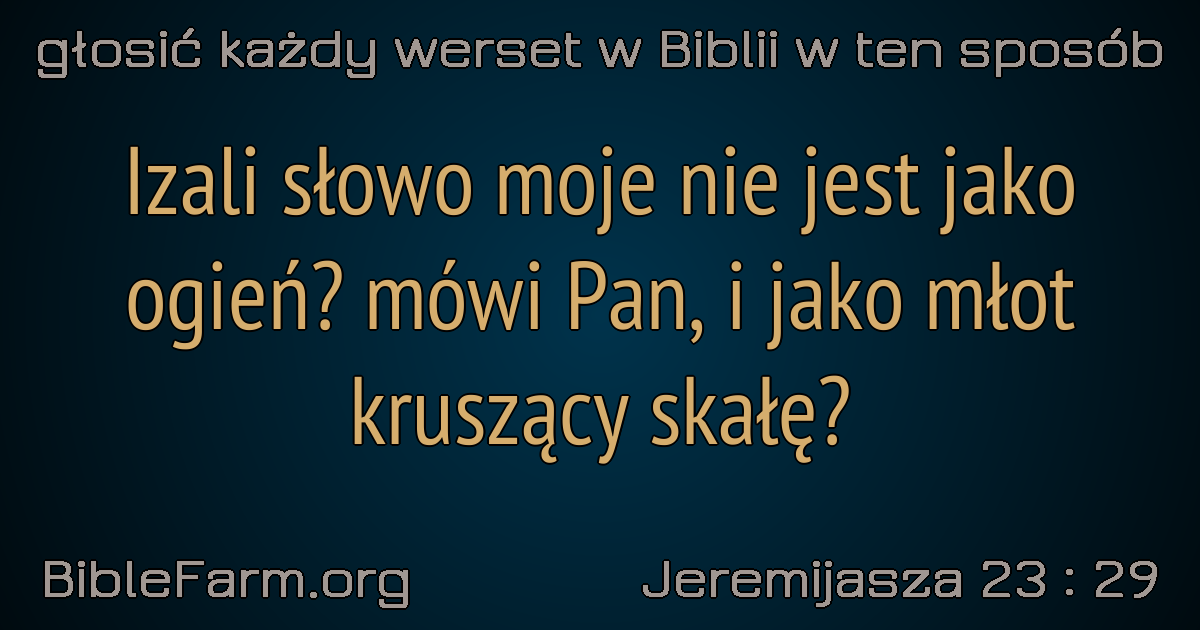 głosić każdy werset w Biblii w ten sposób
Izali słowo moje nie jest jako
ogień? mówi Pan, i jako młot
kruszący skałę?
BibleFarm.org
Jeremijasza 23 : 29